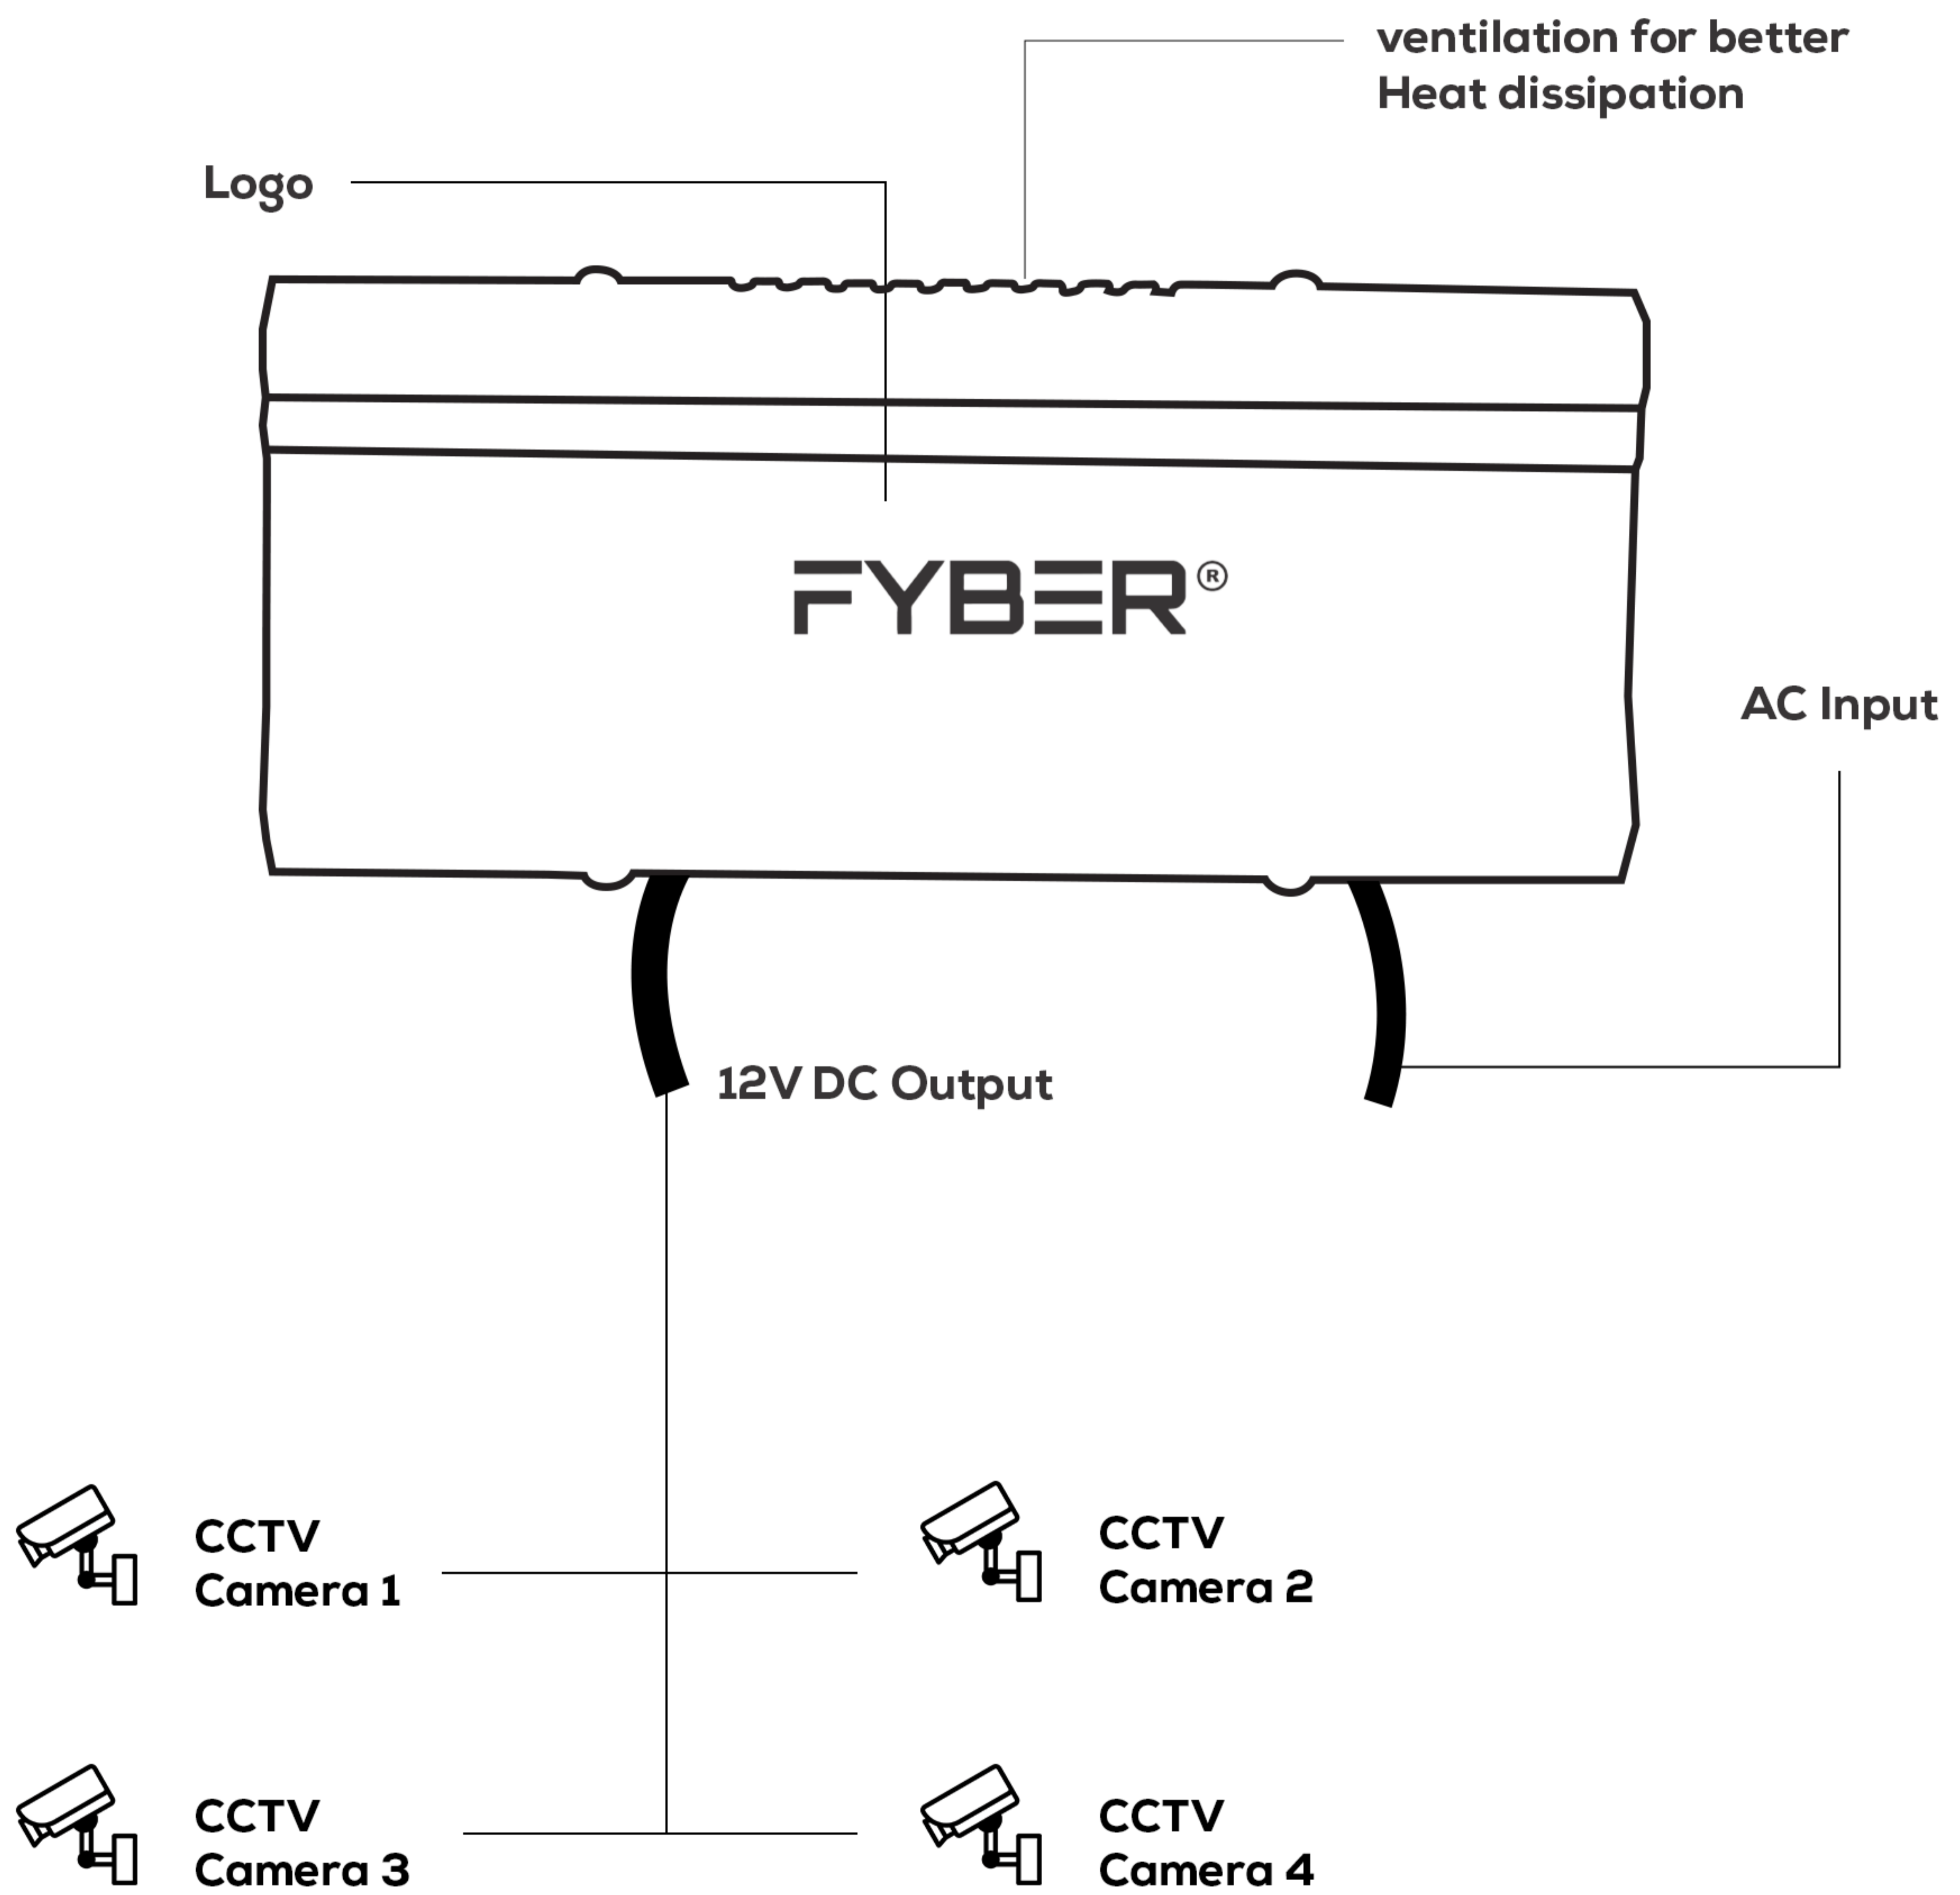 ventilation for better
Heat dissipation
Logo
FYBER®
AC Input
12V DC Output
CCTV
Camera 1
CCTV
Camera 2
CCTV
Camera 3
CCTV
Camera 4